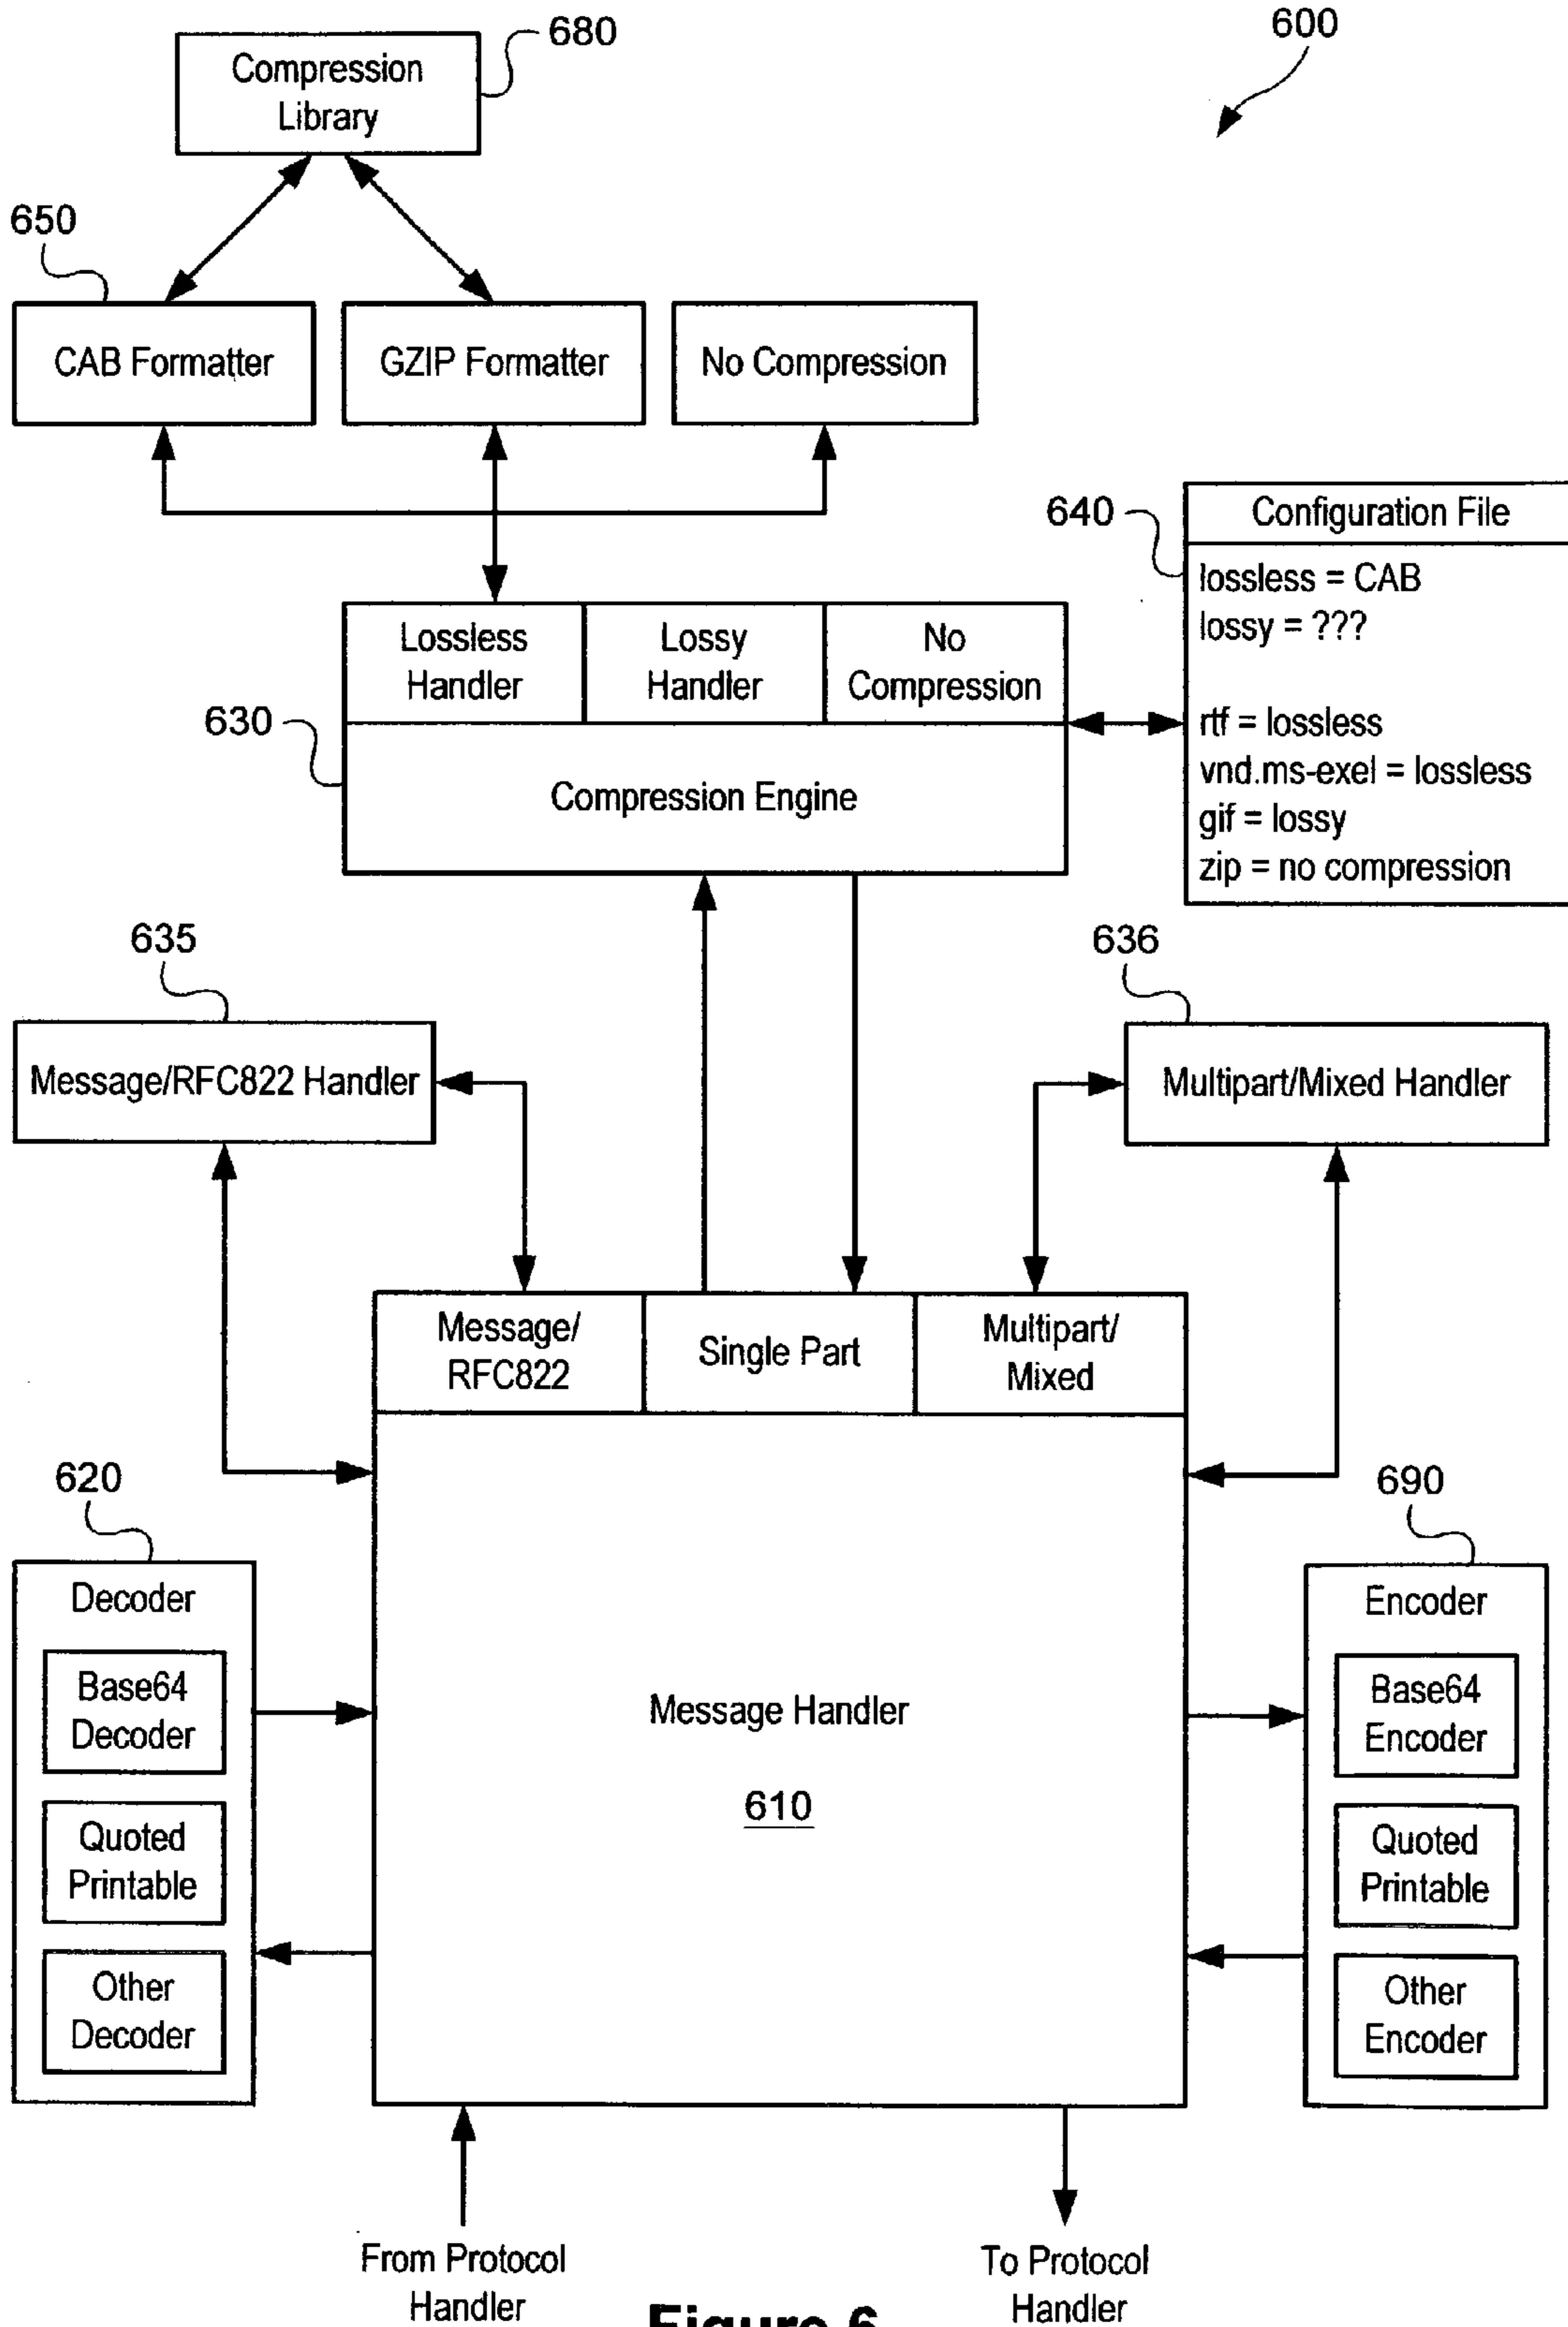 680
600
Compression
Library
650
CAB Formatter
GZIP Formatter
No Compression
640
Configuration File
lossless = CAB
lossy = ???
rtf = lossless
vnd.ms-exel = lossless
gif = lossy
zip = no compression
Lossless
Handler
Lossy
Handler
No
Compression
630
Compression Engine
635
636
Message/RFC822 Handler
Multipart/Mixed Handler
Message/
RFC822
Single Part
Multipart/
Mixed
620
690
Decoder
Base64
Decoder
Quoted
Printable
Other
Decoder
Message Handler
610
Encoder
Base64
Encoder
Quoted
Printable
Other
Encoder
From Protocol
Handler
To Protocol
Handler
Figure 6